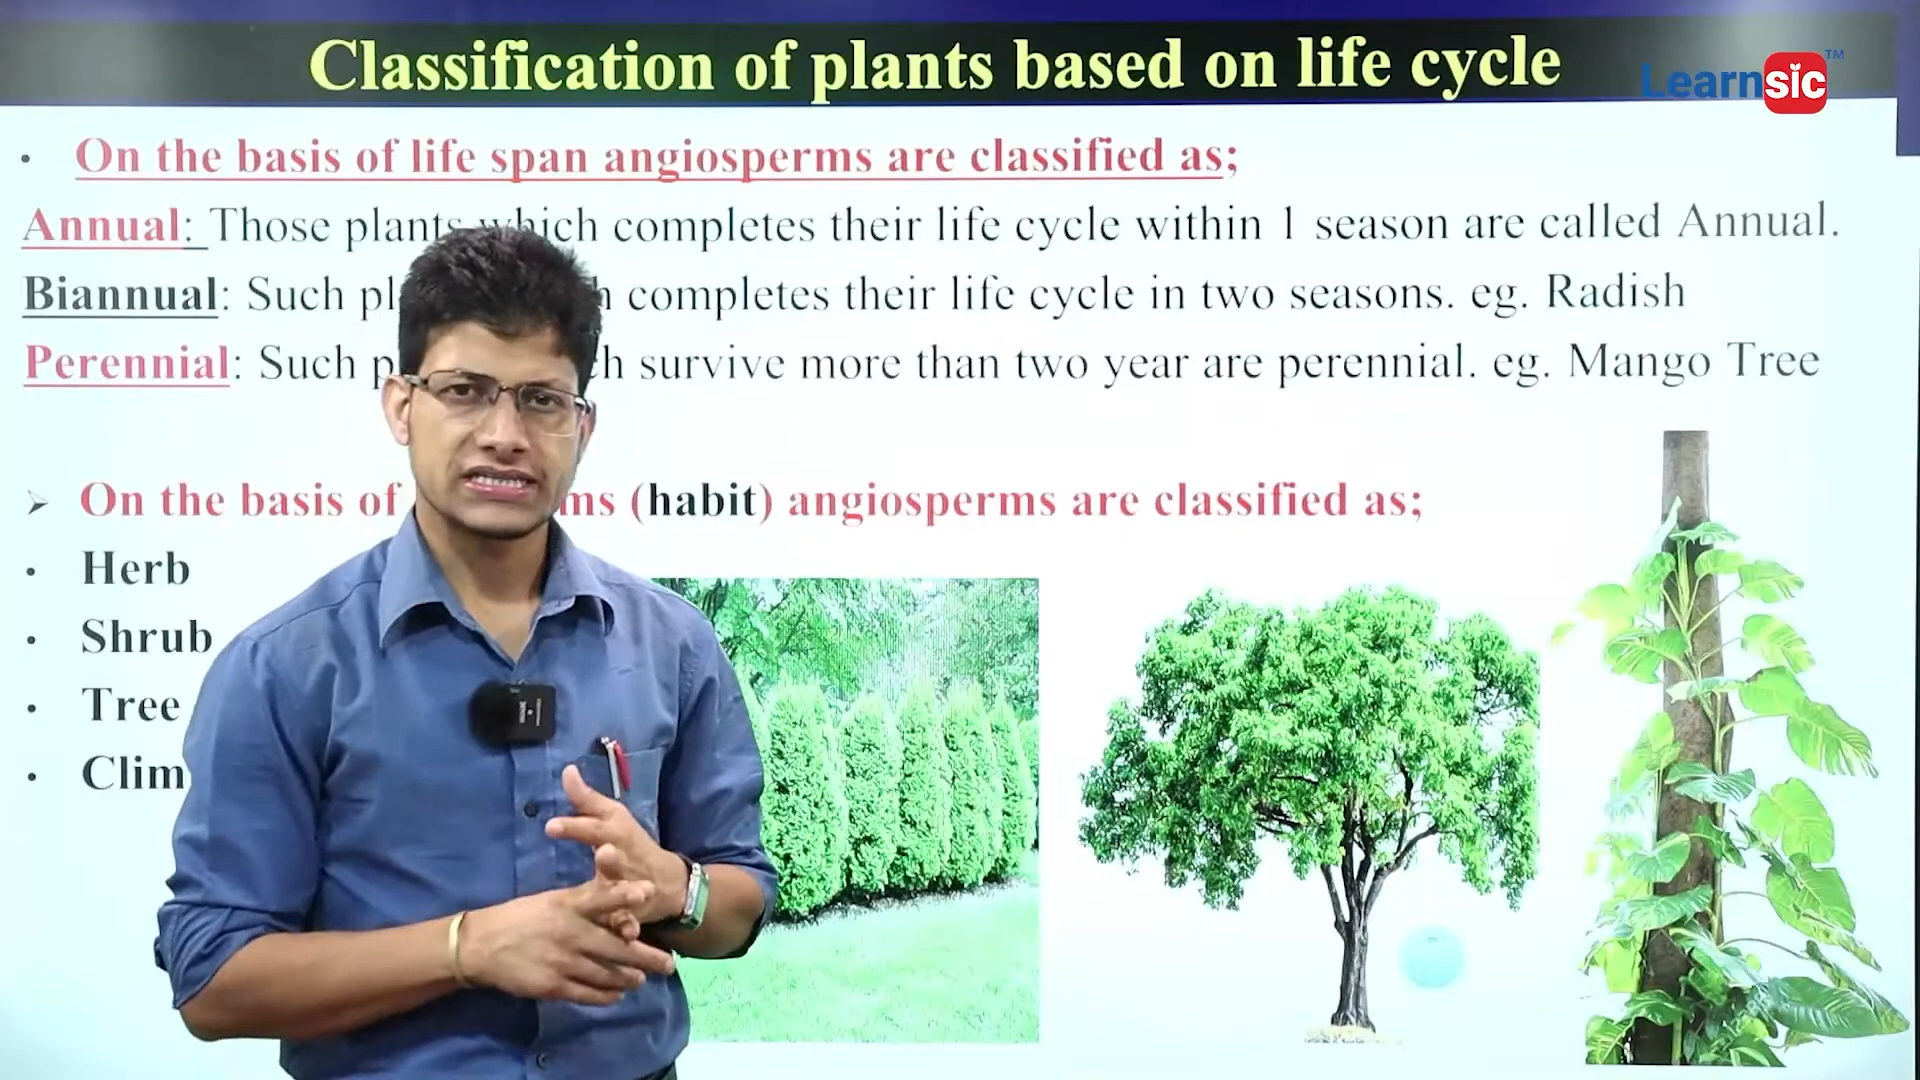 Classification of plants based on life cycle
Learnsic™
• On the basis of life span angiosperms are classified as;
Annual: Those plants which completes their life cycle within 1 season are called Annual.
Biannual: Such completes their life cycle in two seasons. eg. Radish
Perennial: Such survive more than two year are perennial. eg. Mango Tree
➢ On the basis of (habit) angiosperms are classified as;
• Herb
• Shrub
• Tree
• Clim